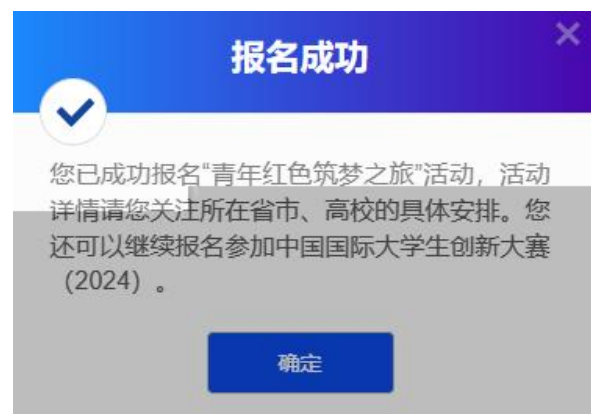 报名成功
您已成功报名“青年红色筑梦之旅”活动，活动
详情请您关注所在省市、高校的具体安排。您
还可以继续报名参加中国国际大学生创新大赛
（2024）。
确定